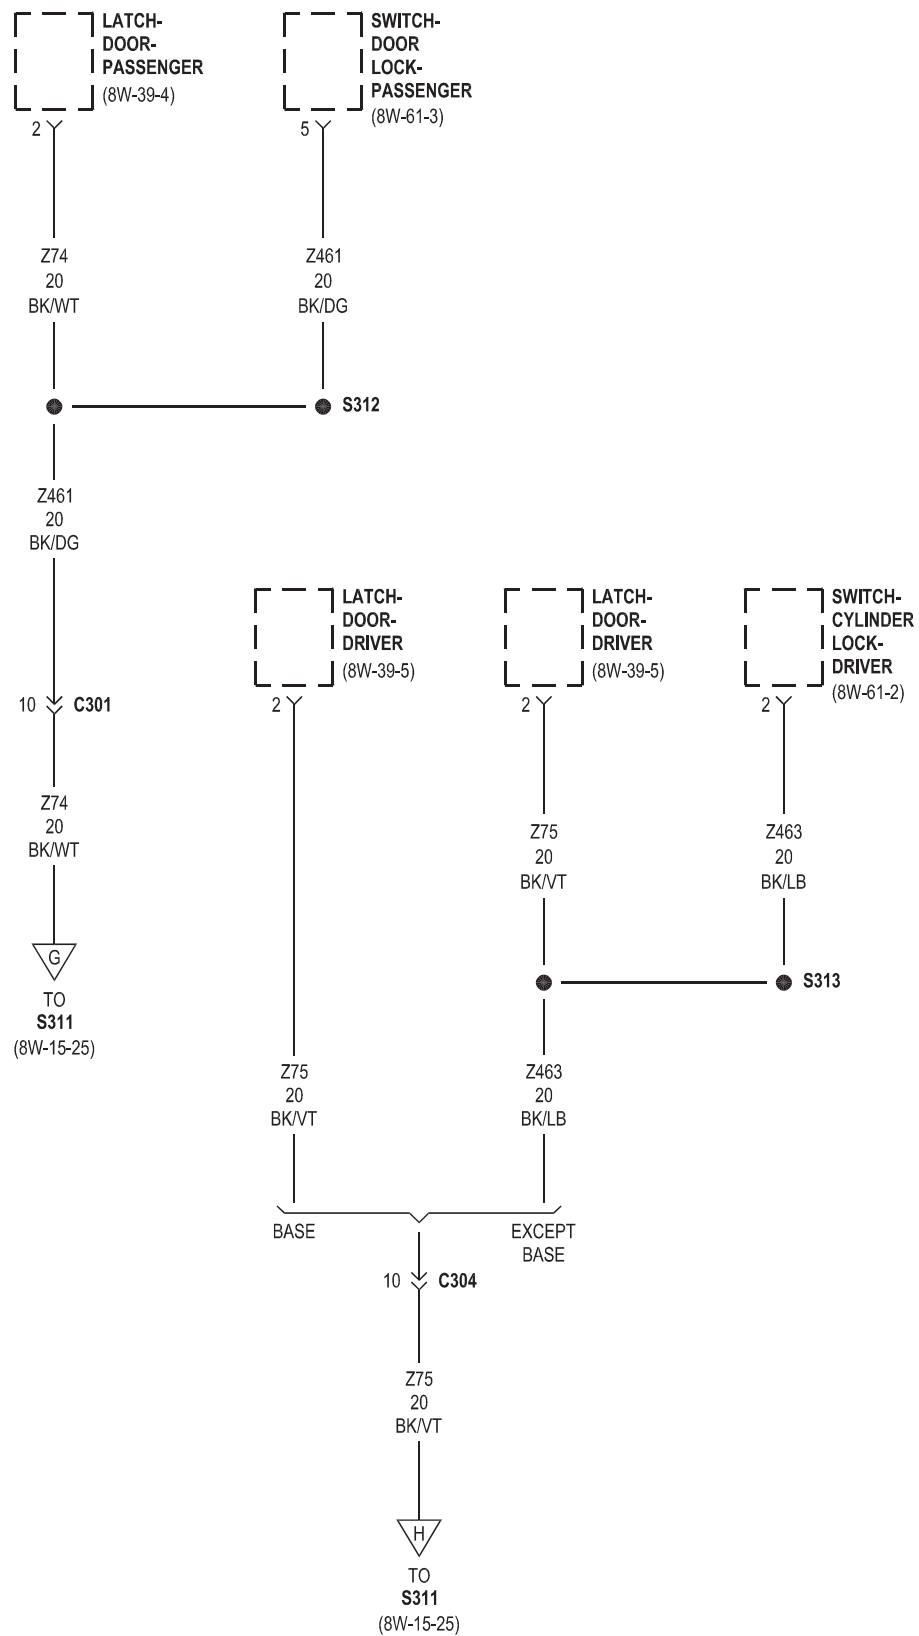 LATCH-
DOOR-
PASSENGER
(8W-39-4)
2
SWITCH-
DOOR
LOCK-
PASSENGER
(8W-61-3)
5
Z74
20
BK/WT
Z461
20
BK/DG
S312
Z461
20
BK/DG
10
C301
Z74
20
BK/WT
G
TO
S311
(8W-15-25)
LATCH-
DOOR-
DRIVER
(8W-39-5)
2
LATCH-
DOOR-
DRIVER
(8W-39-5)
2
SWITCH-
CYLINDER
LOCK-
DRIVER
(8W-61-2)
2
Z75
20
BK/VT
Z463
20
BK/LB
S313
Z75
20
BK/VT
Z463
20
BK/LB
BASE
EXCEPT
BASE
10
C304
Z75
20
BK/VT
H
TO
S311
(8W-15-25)